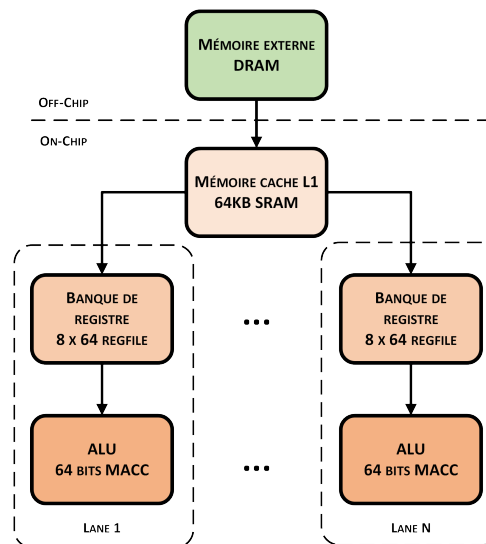 Mémoire externe
DRAM
Off-Chip
On-Chip
Mémoire cache L1
64KB SRAM
Banque de
registre
8 x 64 regfile
...
Banque de
registre
8 x 64 regfile
ALU
64 bits MACC
...
ALU
64 bits MACC
Lane 1
Lane N